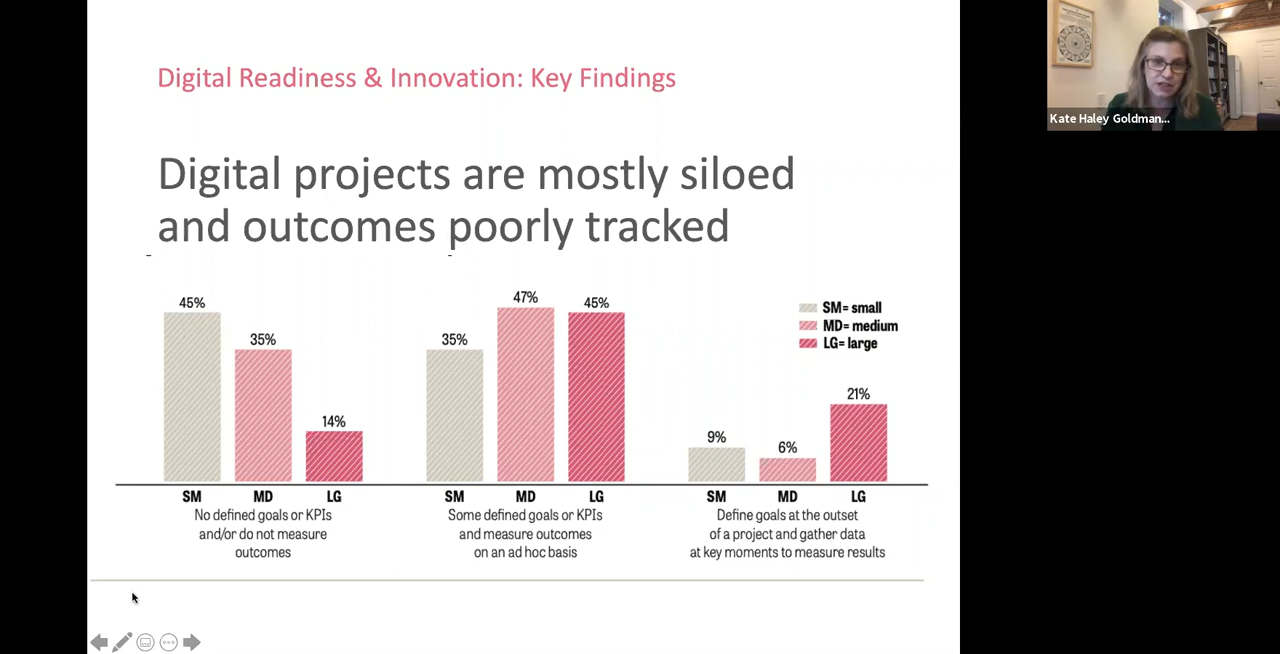 Digital Readiness & Innovation: Key Findings
Digital projects are mostly siloed
and outcomes poorly tracked
45%
35%
14%
35%
47%
45%
9%
6%
21%
SM= small
MD= medium
LG= large
SM MD LG
No defined goals or KPIs
and/or do not measure
outcomes
SM MD LG
Some defined goals or KPIs
and measure outcomes
on an ad hoc basis
SM MD LG
Define goals at the outset
of a project and gather data
at key moments to measure results
Kate Haley Goldman...